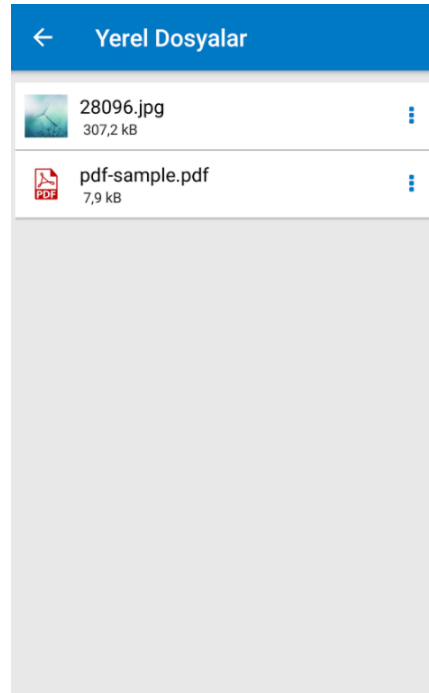 Yerel Dosyalar
28096.jpg
307,2 kB
pdf-sample.pdf
PDF
7,9 kB